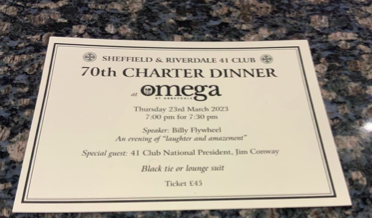 SHEFFIELD & RIVERDALE 41 CLUB
70th CHARTER DINNER
at omega
AT ABBEYDALE
Thursday 23rd March 2023
7:00 pm for 7:30 pm
Speaker: Billy Flywheel
An evening of "laughter and amazement"
Special guest: 41 Club National President, Jim Conway
Black tie or lounge suit
Ticket £45